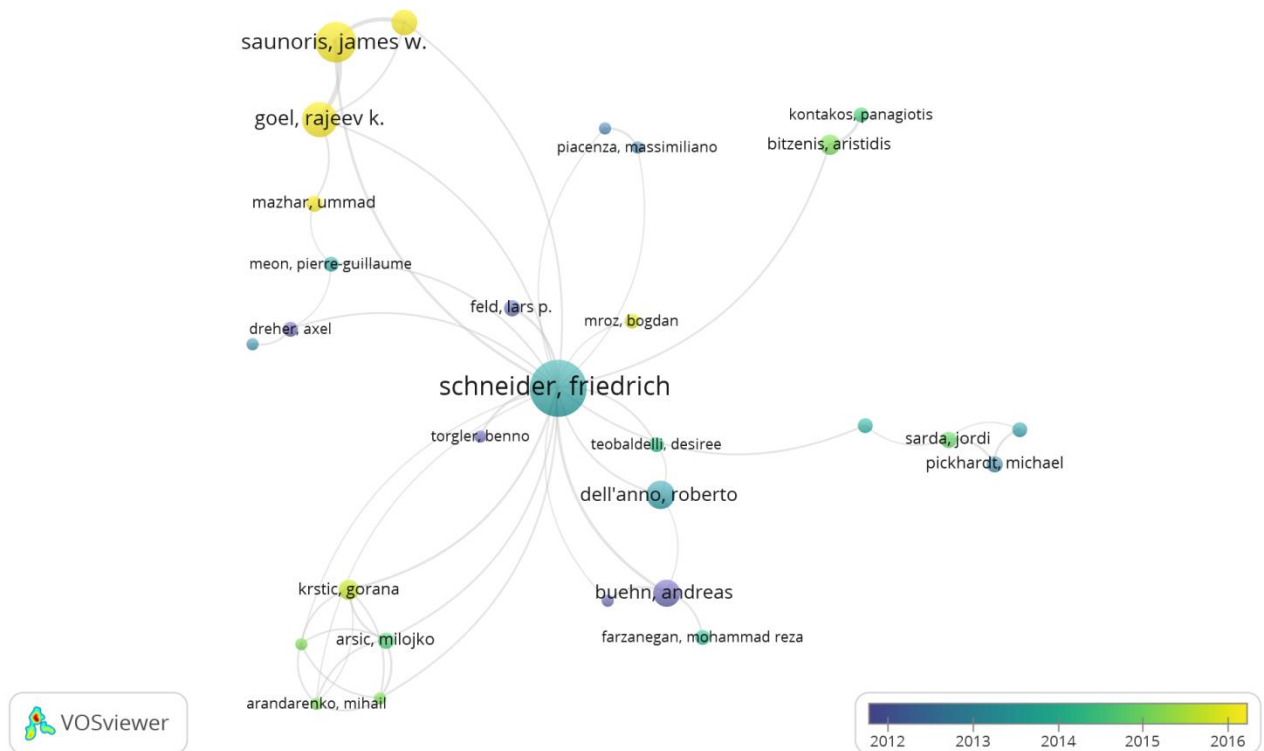 saunoris, james w.
goel, rajeev k.
kontakos, panagiotis
bitzenis, aristidis
piacenza, massimiliano
mazhar, ummad
meon, pierre-guillaume
feld, lars p.
mroz, bogdan
dreher, axel
schneider, friedrich
torgler, benno
teobaldelli, desiree
sarda, jordi
pickhardt, michael
dell'anno, roberto
krstic, gorana
buehn, andreas
arsic, milojko
farzanegan, mohammad reza
arandarenko, mihail
VOSviewer
2012 2013 2014 2015 2016